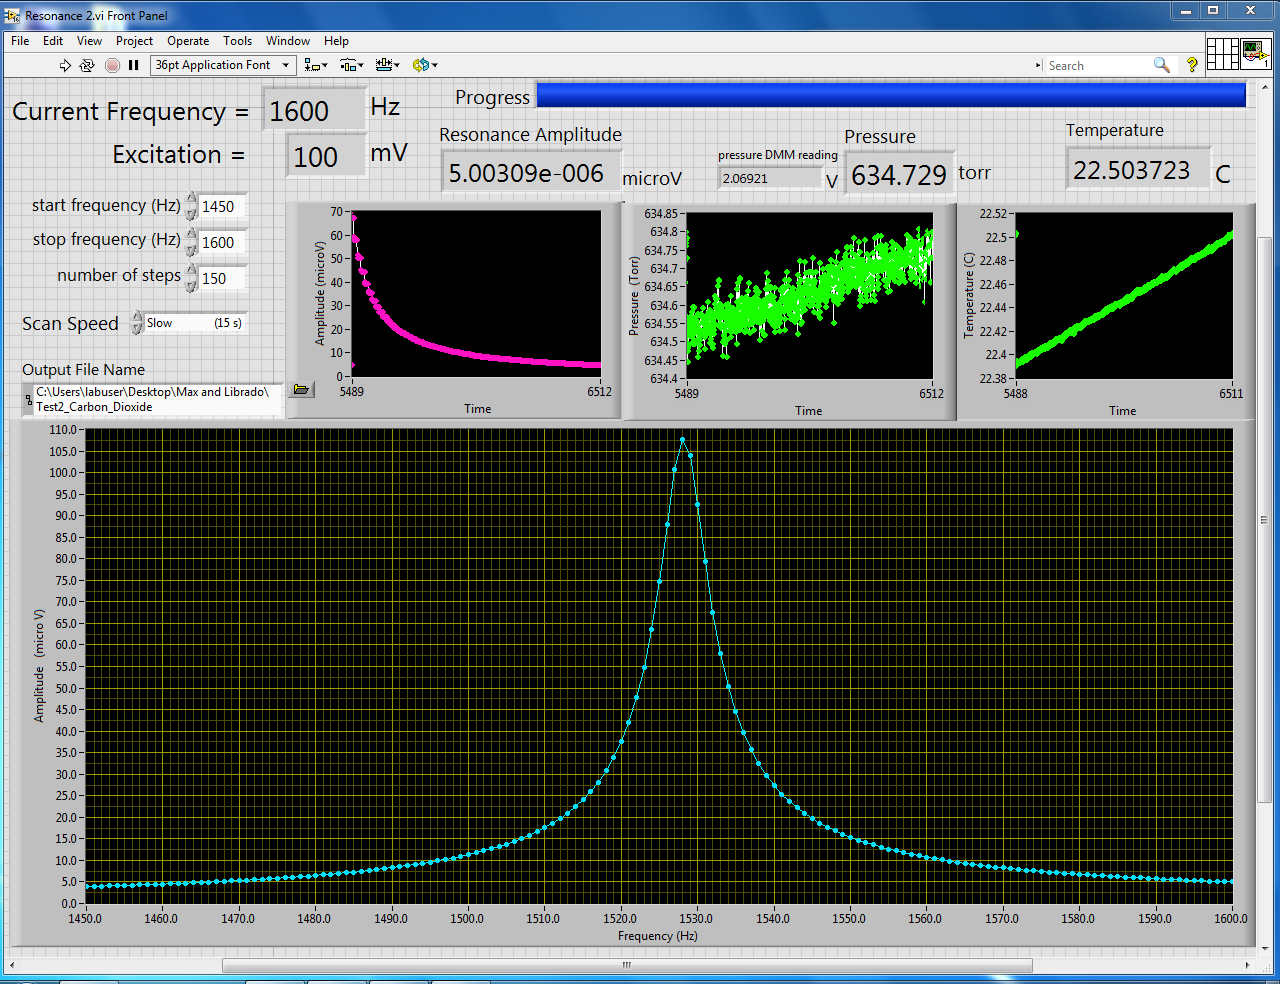 Resonance 2.vi Front Panel
File Edit View Project Operate Tools Window Help
36pt Application Font
Search
?
1
Current Frequency = 1600 Hz
Progress
Excitation = 100 mV
Resonance Amplitude
5.00309e-006 microV
pressure DMM reading
2.06921 V
Pressure
634.729 torr
Temperature
22.503723 C
start frequency (Hz) 1450
stop frequency (Hz) 1600
number of steps 150
Scan Speed Slow (15 s)
Output File Name
C:\Users\labuser\Desktop\Max and Librado\
Test2_Carbon_Dioxide
Amplitude (microV)
70
60
50
40
30
20
10
0
5489 6512
Time
Pressure (Torr)
634.85
634.8
634.75
634.7
634.65
634.6
634.55
634.5
634.45
634.4
5489 6512
Time
Temperature (C)
22.52
22.5
22.48
22.46
22.44
22.42
22.4
22.38
5488 6511
Time
Amplitude (micro V)
110.0
105.0
100.0
95.0
90.0
85.0
80.0
75.0
70.0
65.0
60.0
55.0
50.0
45.0
40.0
35.0
30.0
25.0
20.0
15.0
10.0
5.0
0.0
1450.0 1460.0 1470.0 1480.0 1490.0 1500.0 1510.0 1520.0 1530.0 1540.0 1550.0 1560.0 1570.0 1580.0 1590.0 1600.0
Frequency (Hz)